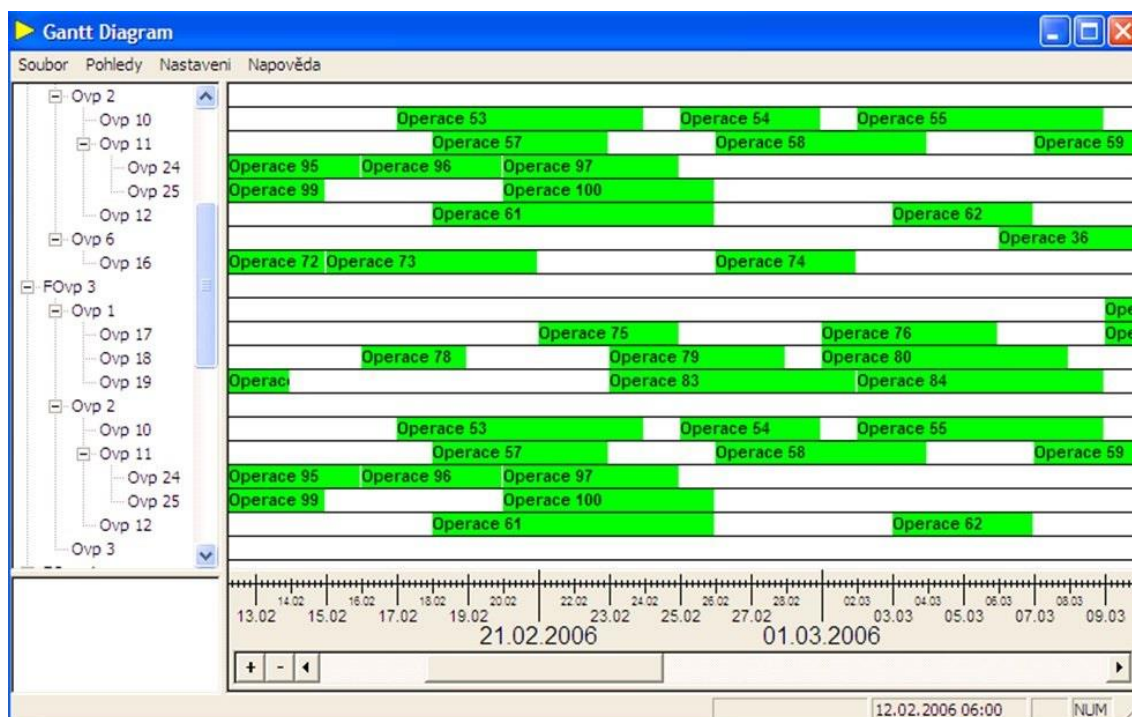 Gantt Diagram
Soubor Pohledy Nastaveni Napověda
Ovp 2
Ovp 10 Operace 53 Operace 54 Operace 55
Ovp 11 Operace 57 Operace 58 Operace 59
Ovp 24 Operace 95 Operace 96 Operace 97
Ovp 25 Operace 99 Operace 100
Ovp 12 Operace 61 Operace 62
Ovp 6 Operace 36
Ovp 16 Operace 72 Operace 73 Operace 74
FOvp 3
Ovp 1 Ope
Ovp 17 Operace 75 Operace 76 Ope
Ovp 18 Operace 78 Operace 79 Operace 80
Ovp 19 Operac Operace 83 Operace 84
Ovp 2
Ovp 10 Operace 53 Operace 54 Operace 55
Ovp 11 Operace 57 Operace 58 Operace 59
Ovp 24 Operace 95 Operace 96 Operace 97
Ovp 25 Operace 99 Operace 100
Ovp 12 Operace 61 Operace 62
Ovp 3
14.02 16.02 18.02 20.02 22.02 24.02 26.02 28.02 02.03 04.03 06.03 08.03
13.02 15.02 17.02 19.02 23.02 25.02 27.02 03.03 05.03 07.03 09.03
21.02.2006 01.03.2006
+ -
12.02.2006 06:00 NUM